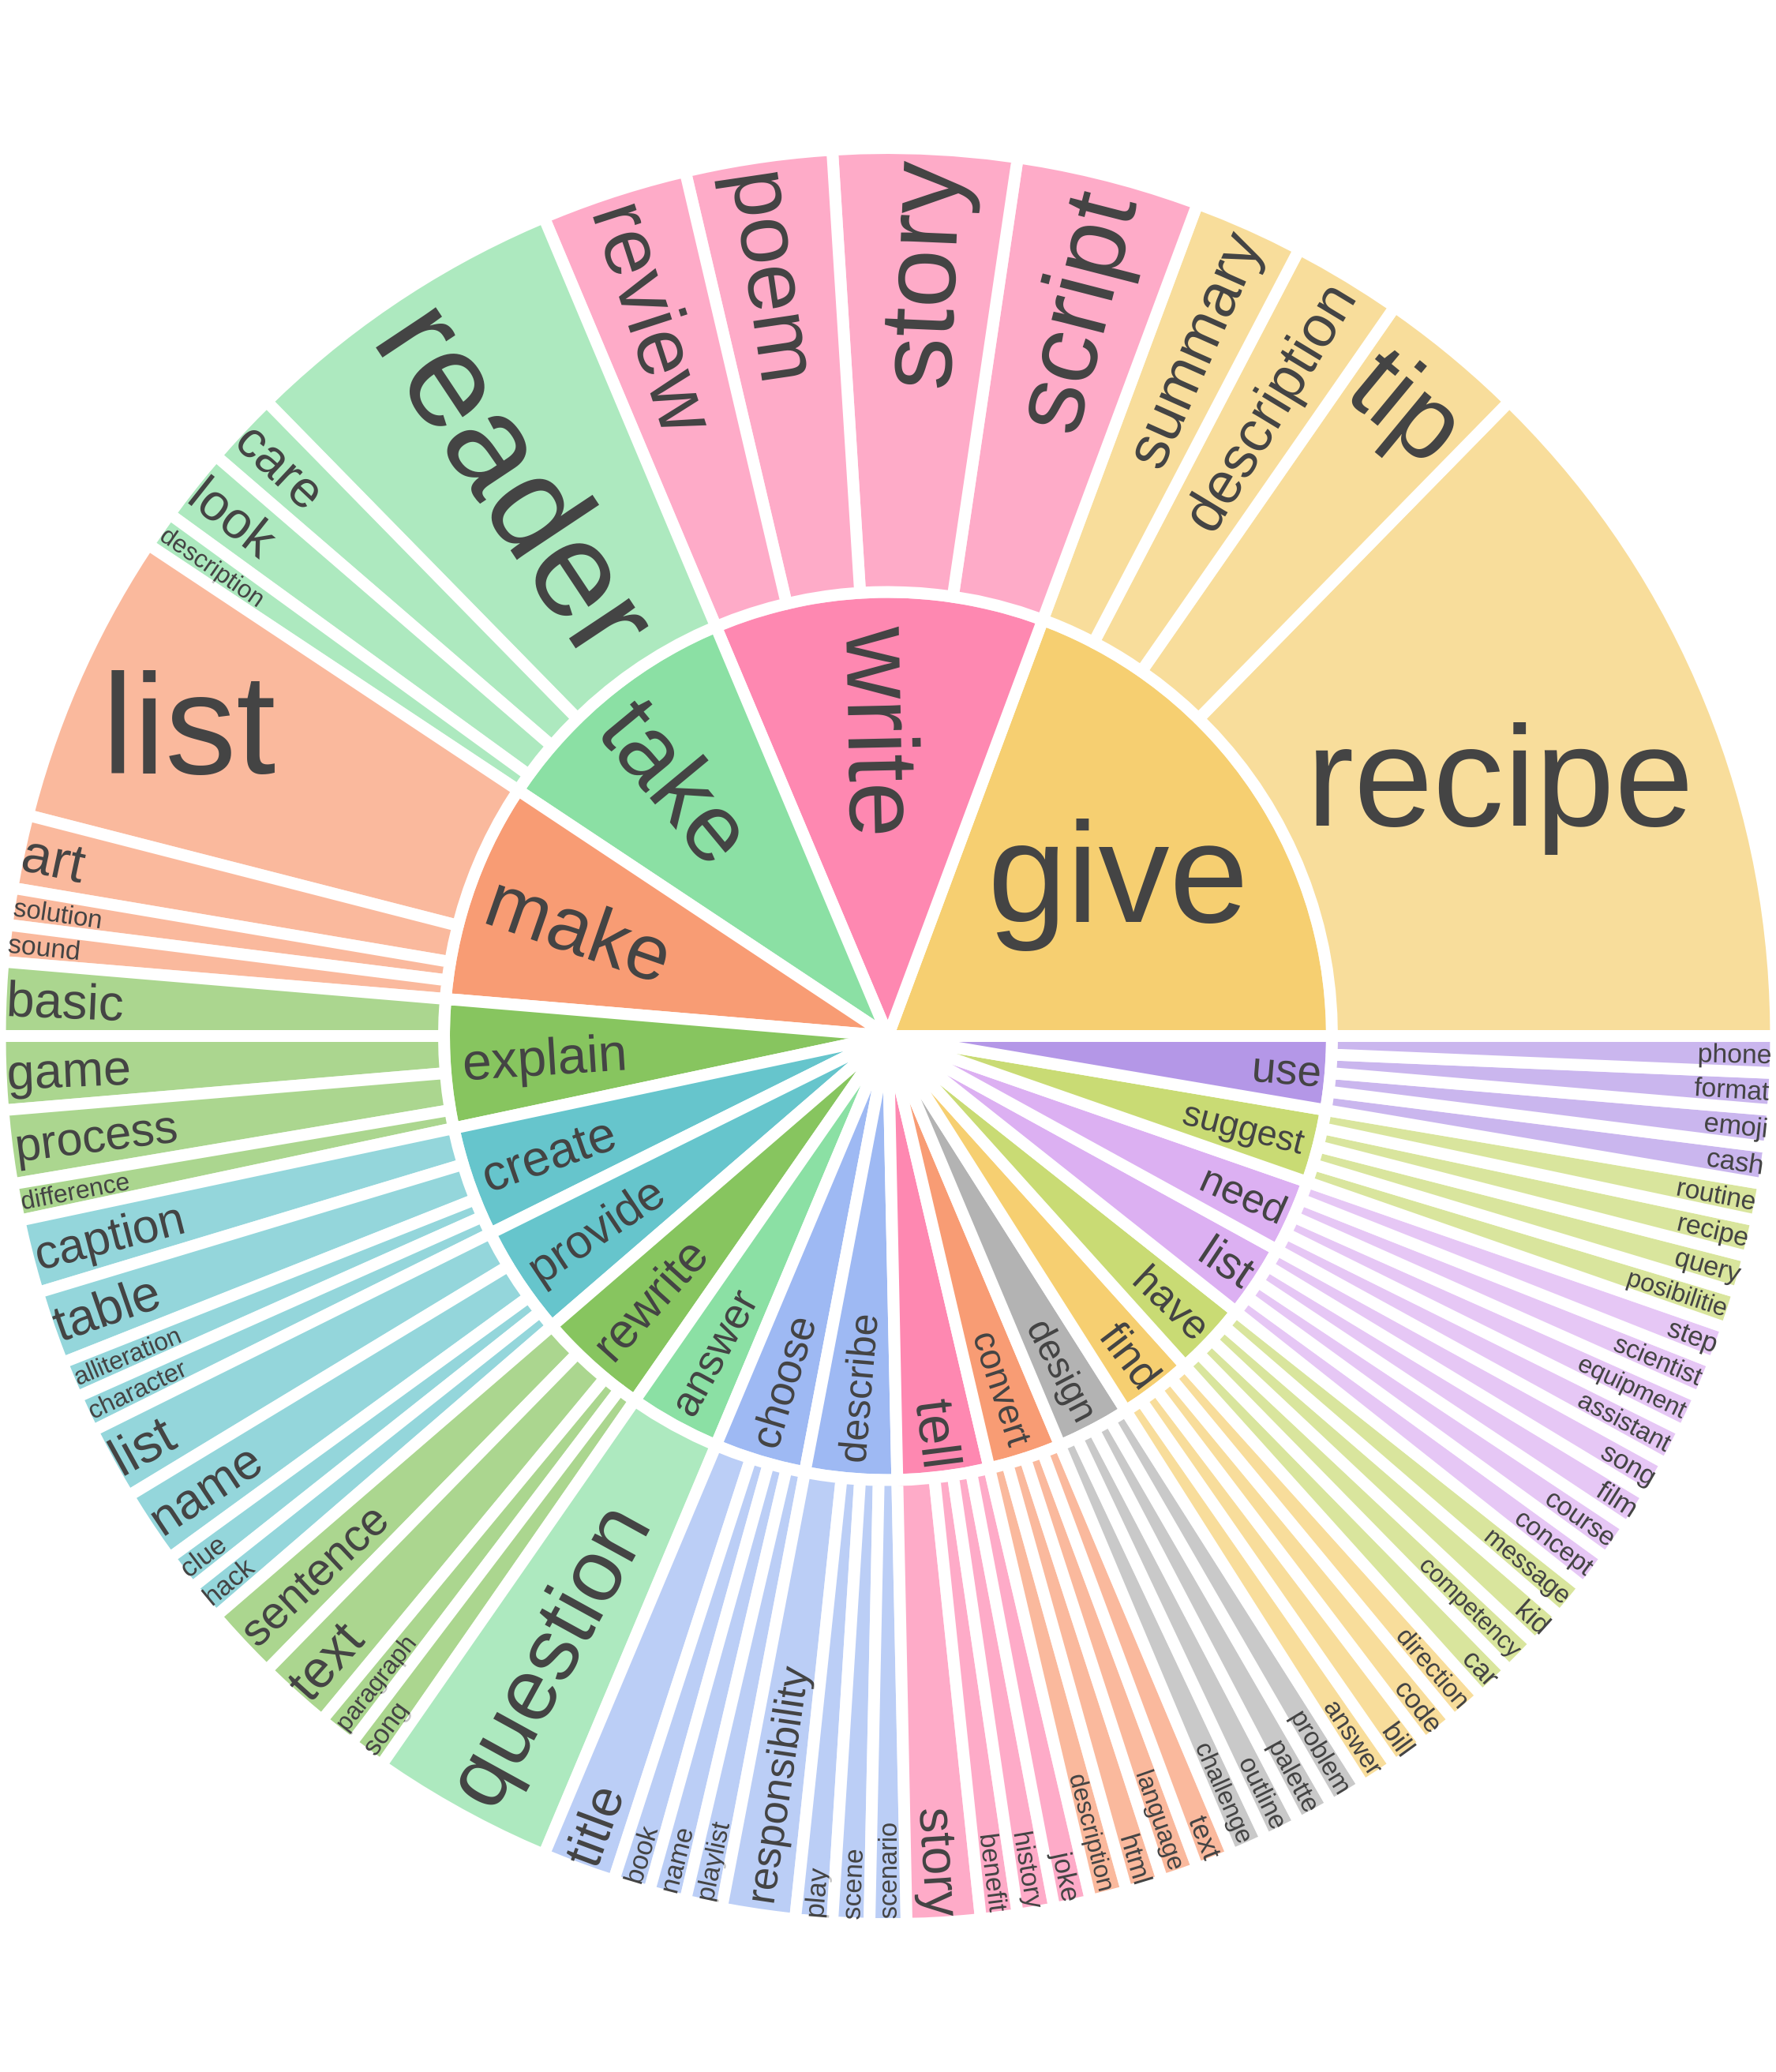 give
recipe
tip
description
summary
write
script
story
poem
review
take
reader
care
look
description
make
list
art
solution
sound
explain
basic
game
process
difference
create
caption
table
alliteration
character
provide
list
name
clue
hack
rewrite
sentence
text
paragraph
song
answer
question
choose
title
book
name
playlist
describe
responsibility
play
scene
scenario
tell
story
benefit
history
joke
convert
description
html
language
text
design
challenge
outline
palette
problem
find
answer
bill
code
direction
have
car
competency
kid
message
list
concept
course
film
song
need
assistant
equipment
scientist
step
suggest
posibilitie
query
recipe
routine
use
cash
emoji
format
phone